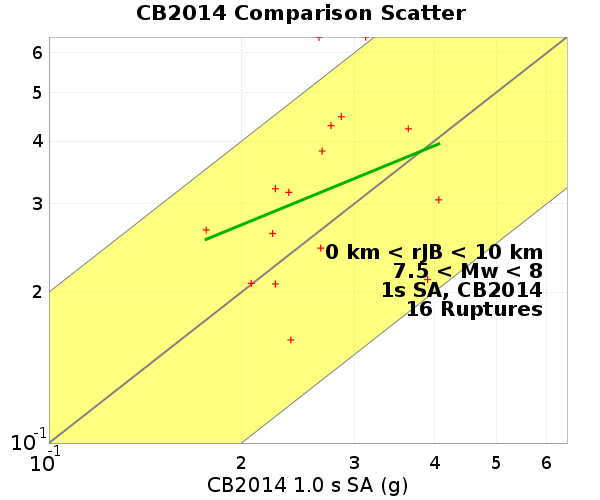 CB2014 Comparison Scatter
6
5
4
3
2
10-1
10-1
2
3
4
5
6
0 km < rJB < 10 km
7.5 < Mw < 8
1s SA, CB2014
16 Ruptures
CB2014 1.0 s SA (g)